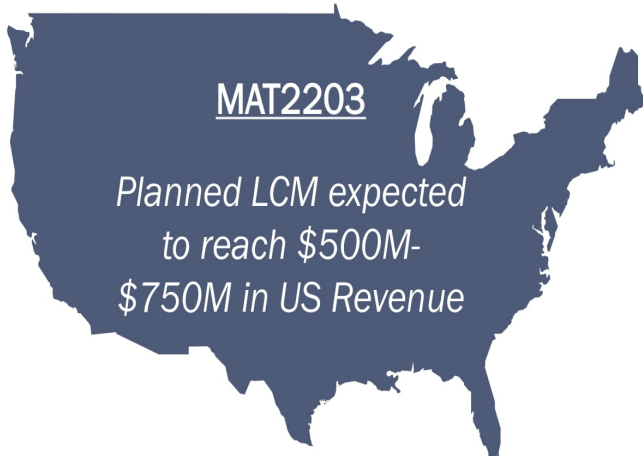 MAT2203
Planned LCM expected
to reach $500M-
$750M in US Revenue